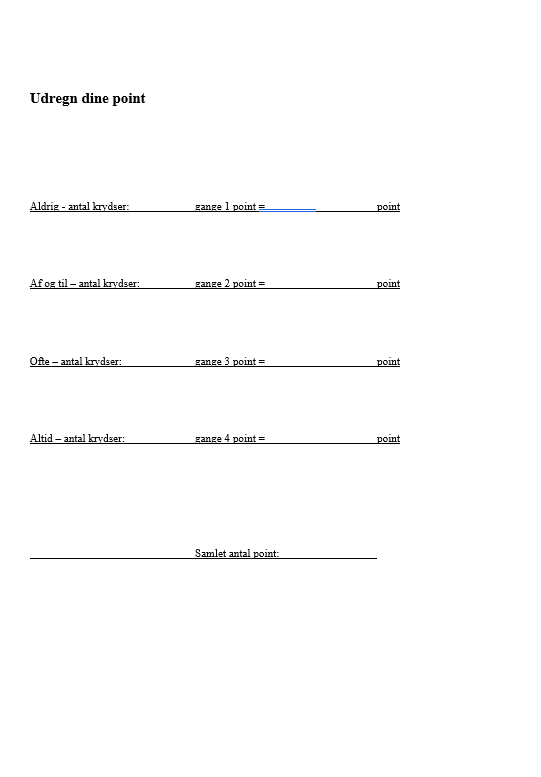 Udregn dine point
Aldrig - antal krydser: gange 1 point = point
Af og til – antal krydser: gange 2 point = point
Ofte – antal krydser: gange 3 point = point
Altid – antal krydser: gange 4 point = point
Samlet antal point: